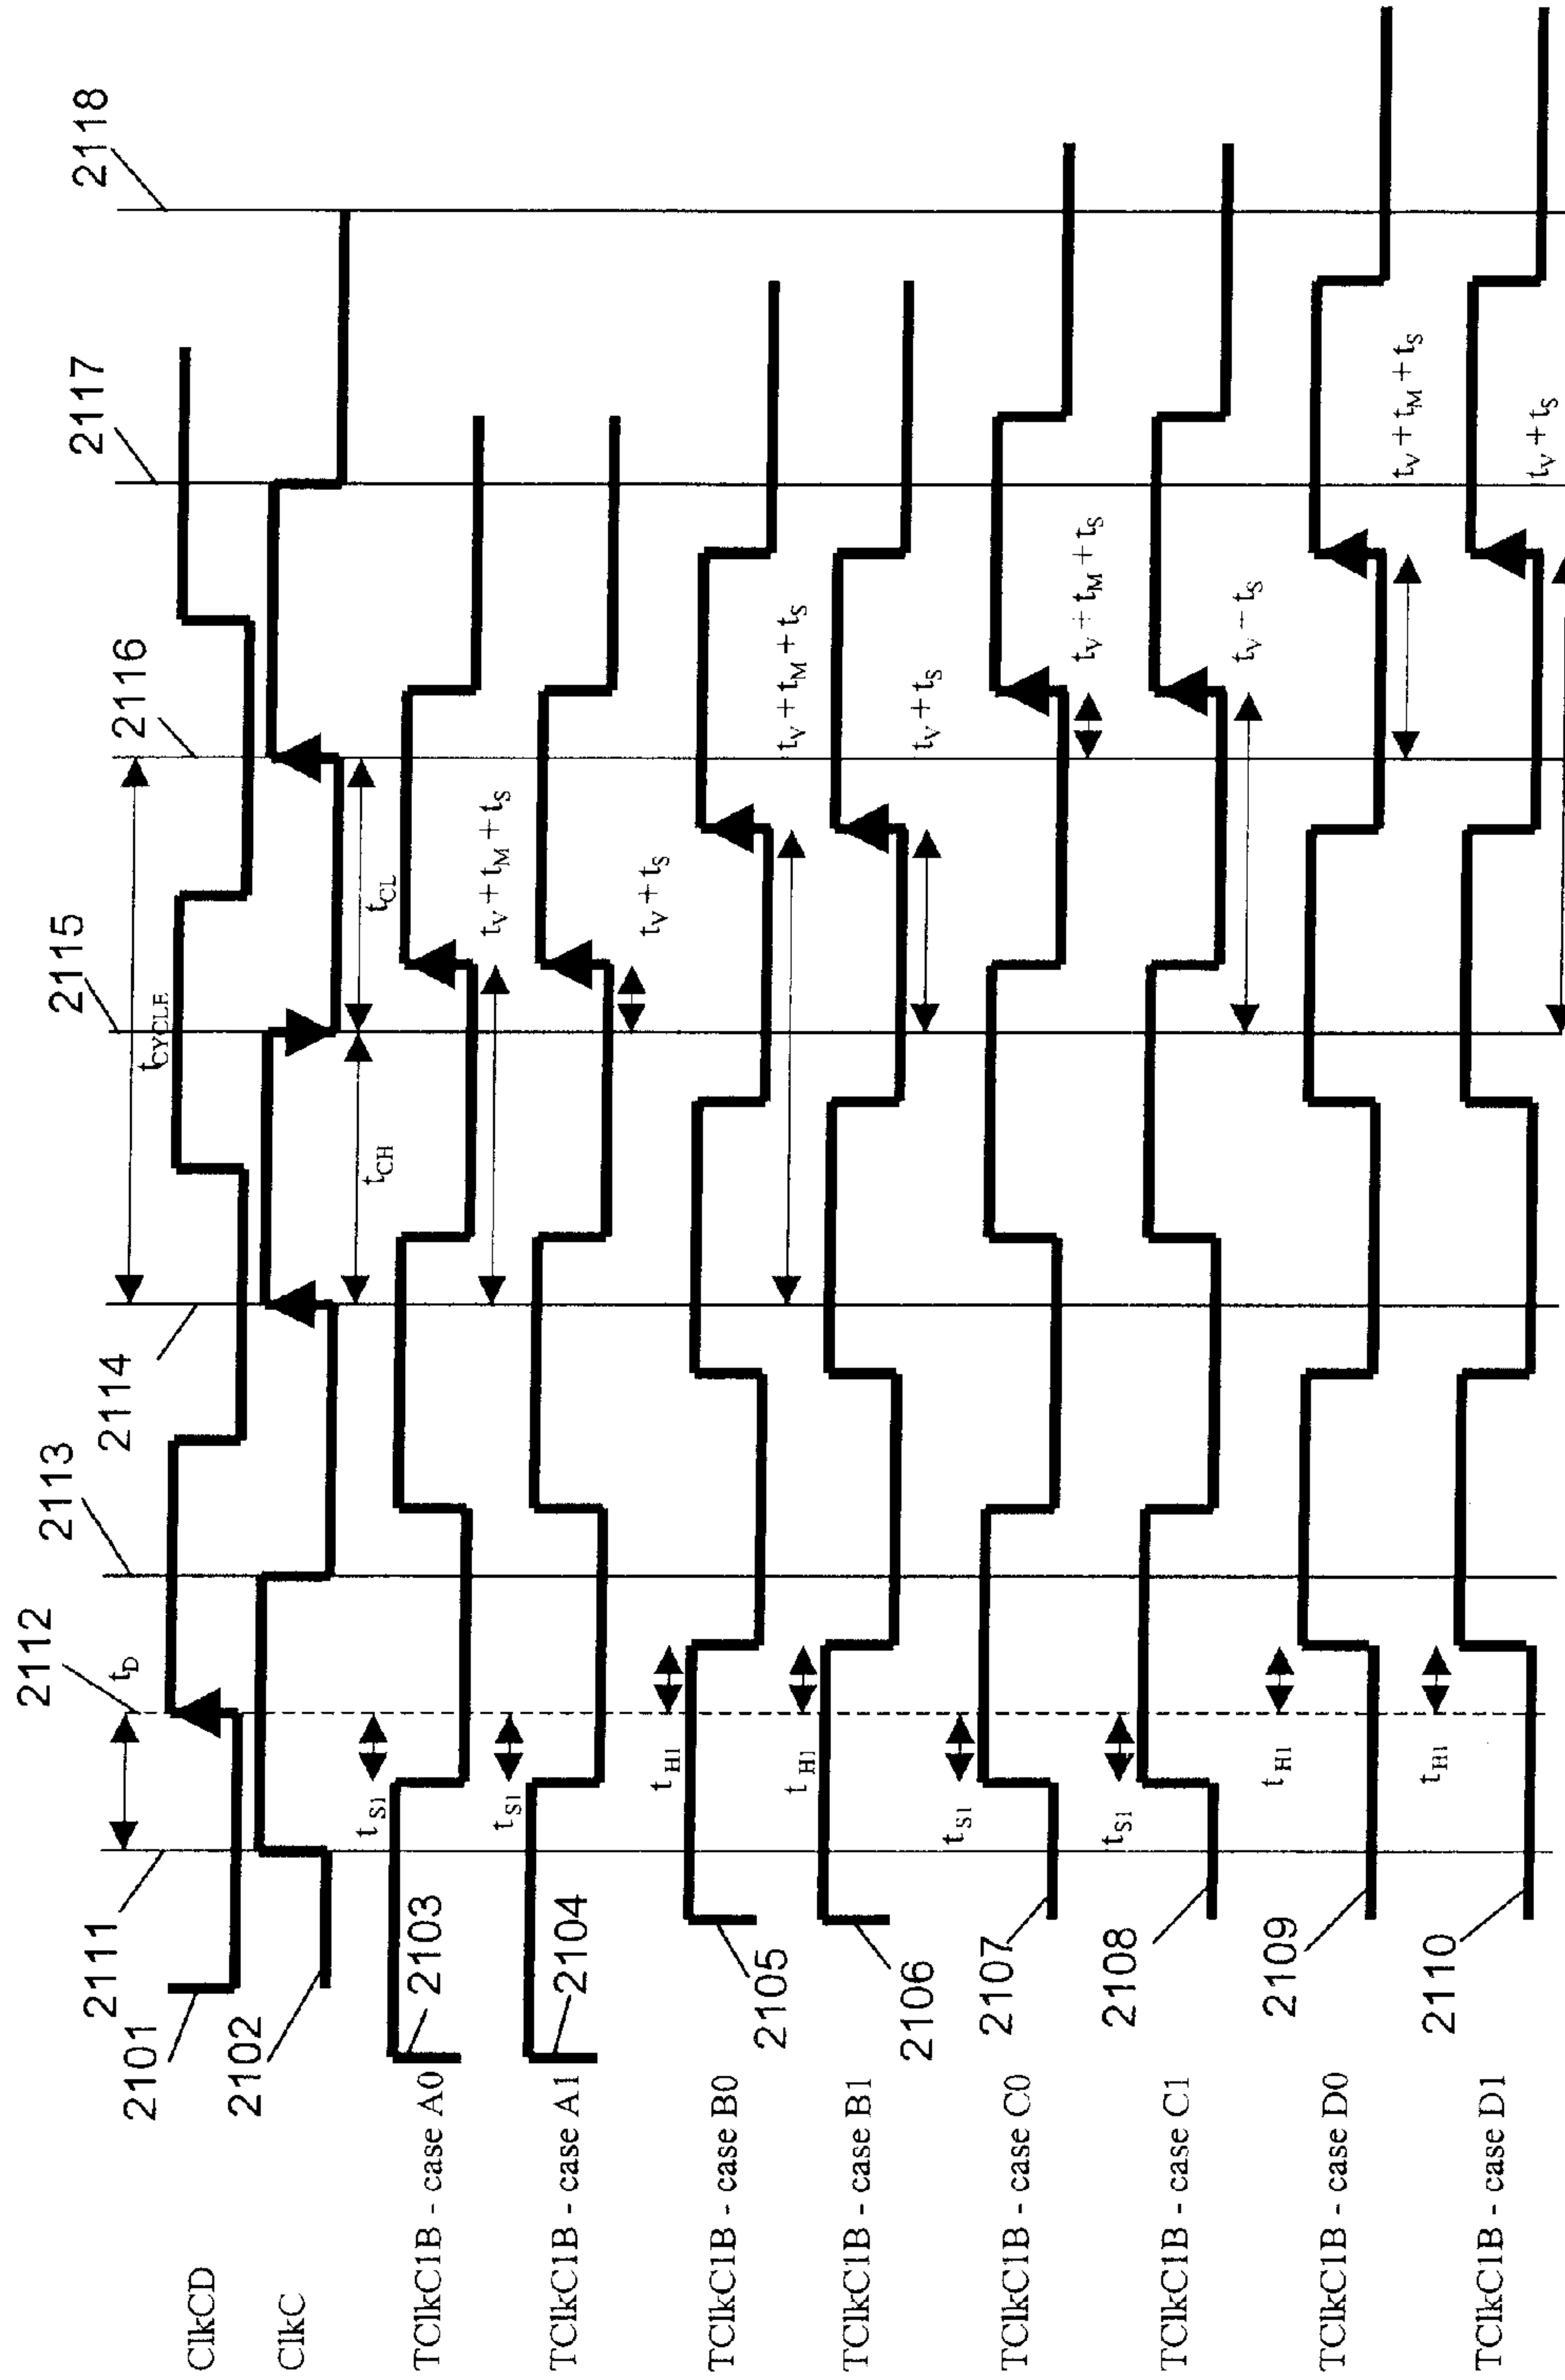 ClkCD
2101
2111
t_D
2112
2113
2114
t_CYCLE
2115
2116
2117
2118
ClkC
2102
t_CH
t_CL
TClkC1B - case A0
2103
t_S1
t_V+t_M+t_S
TClkC1B - case A1
2104
t_S1
t_V+t_S
TClkC1B - case B0
2105
t_H1
t_V+t_M+t_S
TClkC1B - case B1
2106
t_H1
t_V+t_S
TClkC1B - case C0
2107
t_S1
t_V+t_M+t_S
TClkC1B - case C1
2108
t_S1
t_V-t_S
TClkC1B - case D0
2109
t_H1
t_V+t_M+t_S
TClkC1B - case D1
2110
t_H1
t_V+t_S